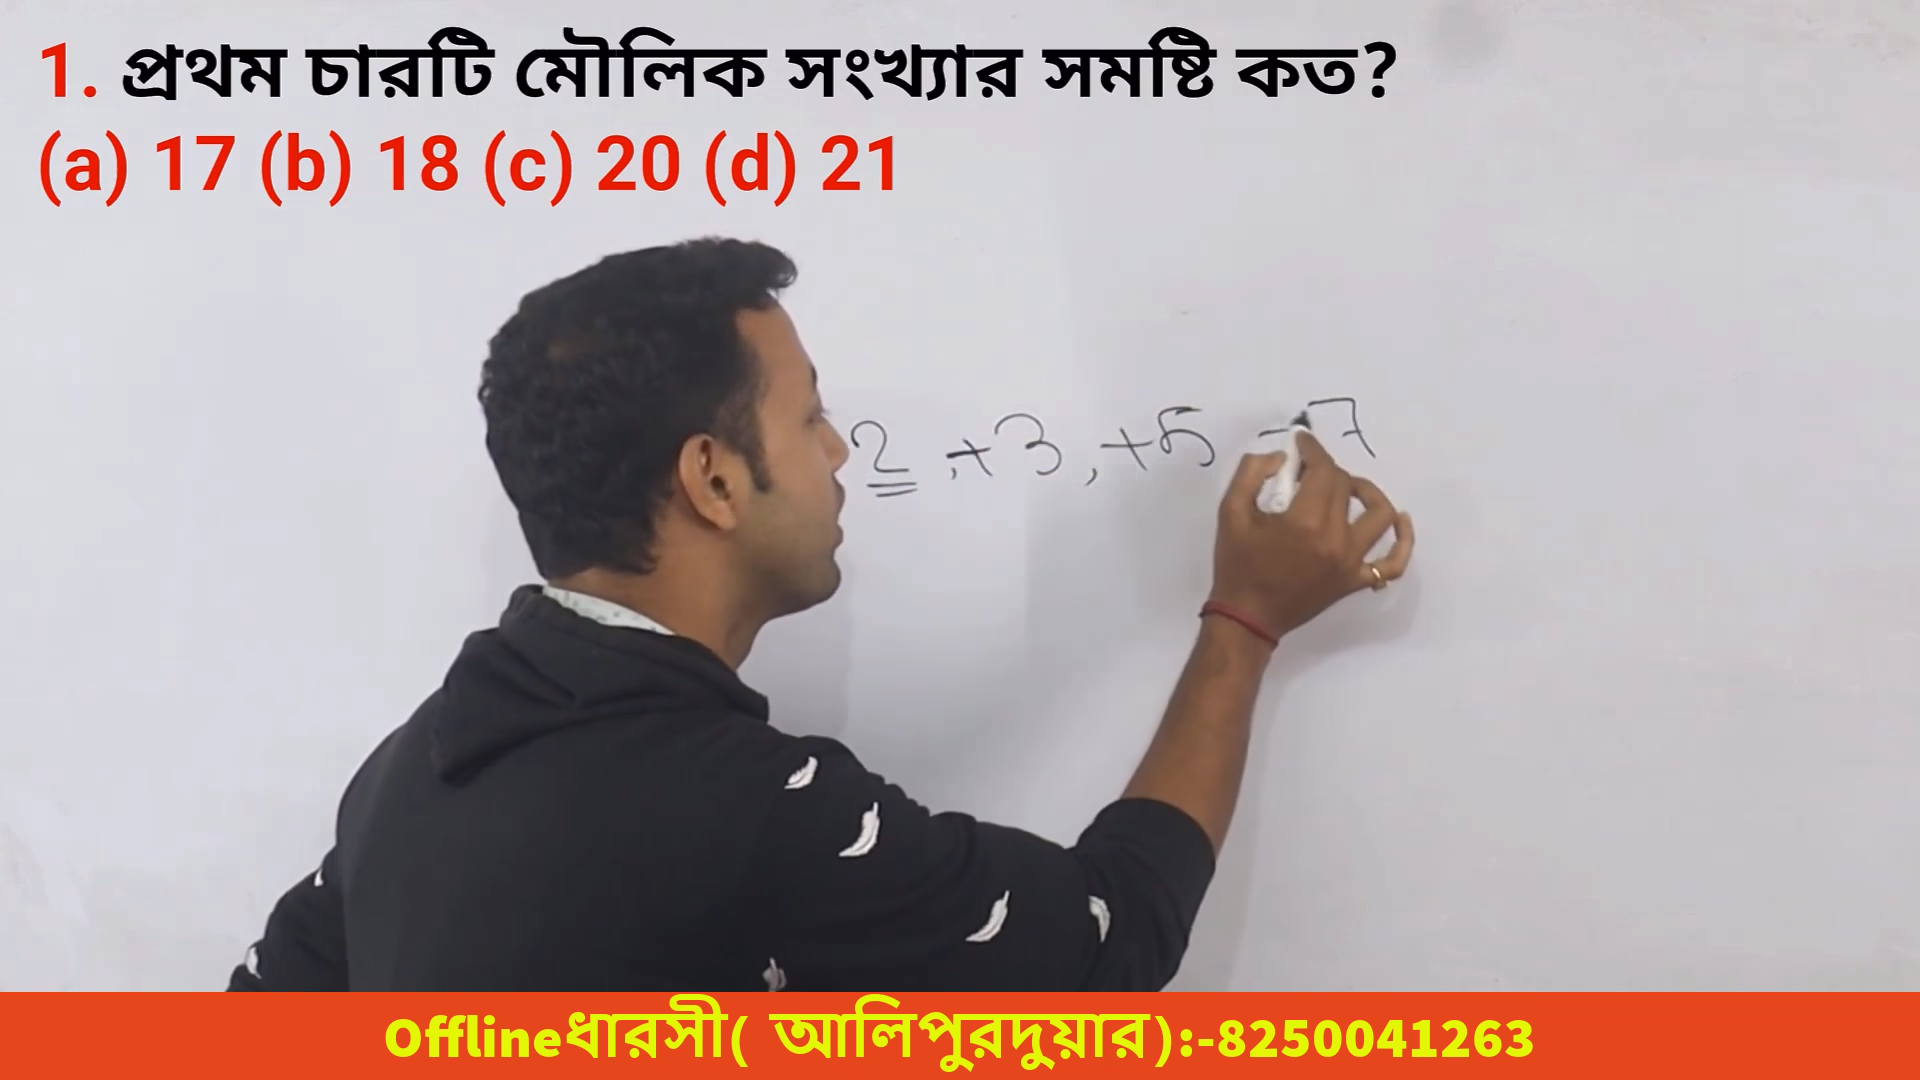 1. প্রথম চারটি মৌলিক সংখ্যার সমষ্টি কত?
(a) 17 (b) 18 (c) 20 (d) 21
2 ,+3 ,+5 +7
Offlineধারসী( আলিপুরদুয়ার):-8250041263